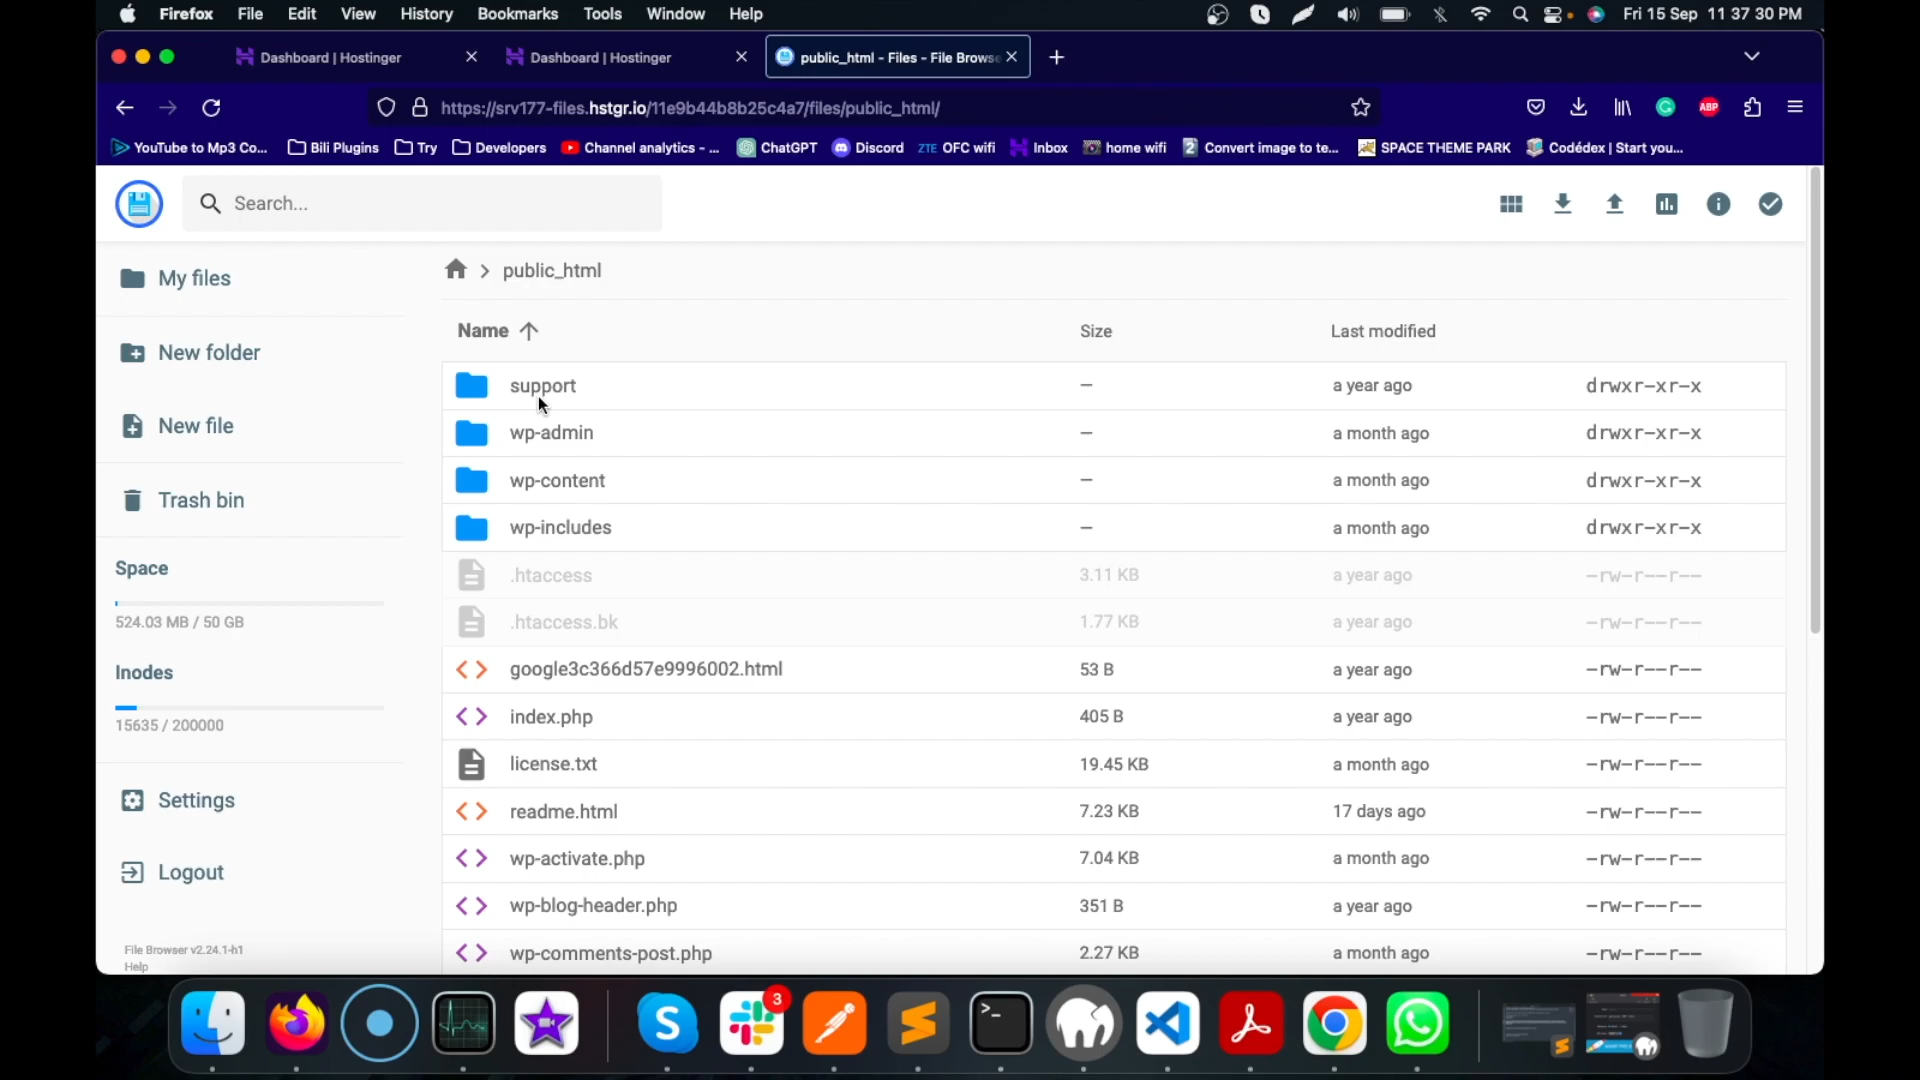 Firefox File Edit View History Bookmarks Tools Window Help Fri 15 Sep 11 37 30 PM
Dashboard | Hostinger Dashboard | Hostinger public_html - Files - File Browse
https://srv177-files.hstgr.io/11e9b44b8b25c4a7/files/public_html/ ABP
YouTube to Mp3 Co... Bili Plugins Try Developers Channel analytics - ... ChatGPT Discord ZTE OFC wifi Inbox home wifi 2 Convert image to te... SPACE THEME PARK Codédex | Start you...
Search...
My files
New folder
New file
Trash bin
Space
524.03 MB / 50 GB
Inodes
15635 / 200000
Settings
Logout
File Browser v2.24.1-h1
Help
public_html
Name Size Last modified
support — a year ago drwxr-xr-x
wp-admin — a month ago drwxr-xr-x
wp-content — a month ago drwxr-xr-x
wp-includes — a month ago drwxr-xr-x
.htaccess 3.11 KB a year ago -rw-r--r--
.htaccess.bk 1.77 KB a year ago -rw-r--r--
google3c366d57e9996002.html 53 B a year ago -rw-r--r--
index.php 405 B a year ago -rw-r--r--
license.txt 19.45 KB a month ago -rw-r--r--
readme.html 7.23 KB 17 days ago -rw-r--r--
wp-activate.php 7.04 KB a month ago -rw-r--r--
wp-blog-header.php 351 B a year ago -rw-r--r--
wp-comments-post.php 2.27 KB a month ago -rw-r--r--
3